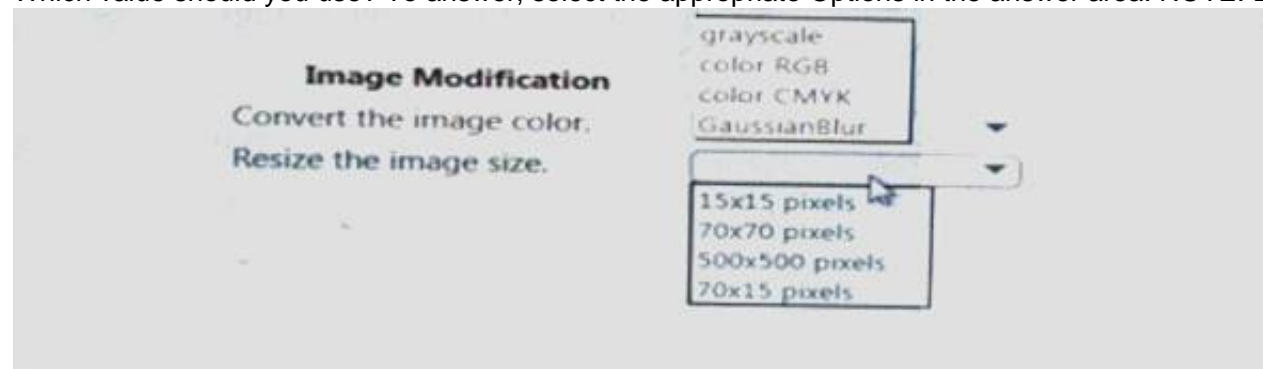 Which value should you use? To answer, select the appropriate Options in the answer area. NOTE:
grayscale
color RGB
color CMYK
GaussianBlur
Image Modification
Convert the image color.
Resize the image size.
15x15 pixels
70x70 pixels
500x500 pixels
70x15 pixels